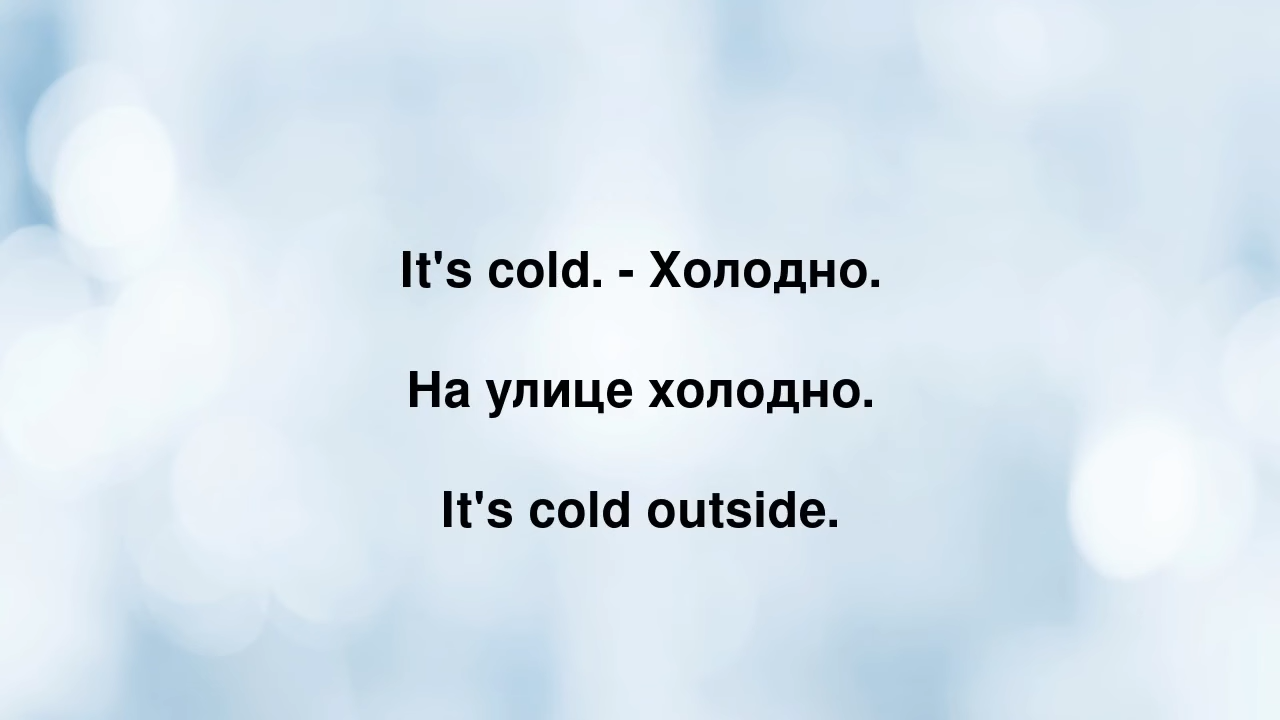 It's cold. - Холодно.
На улице холодно.
It's cold outside.